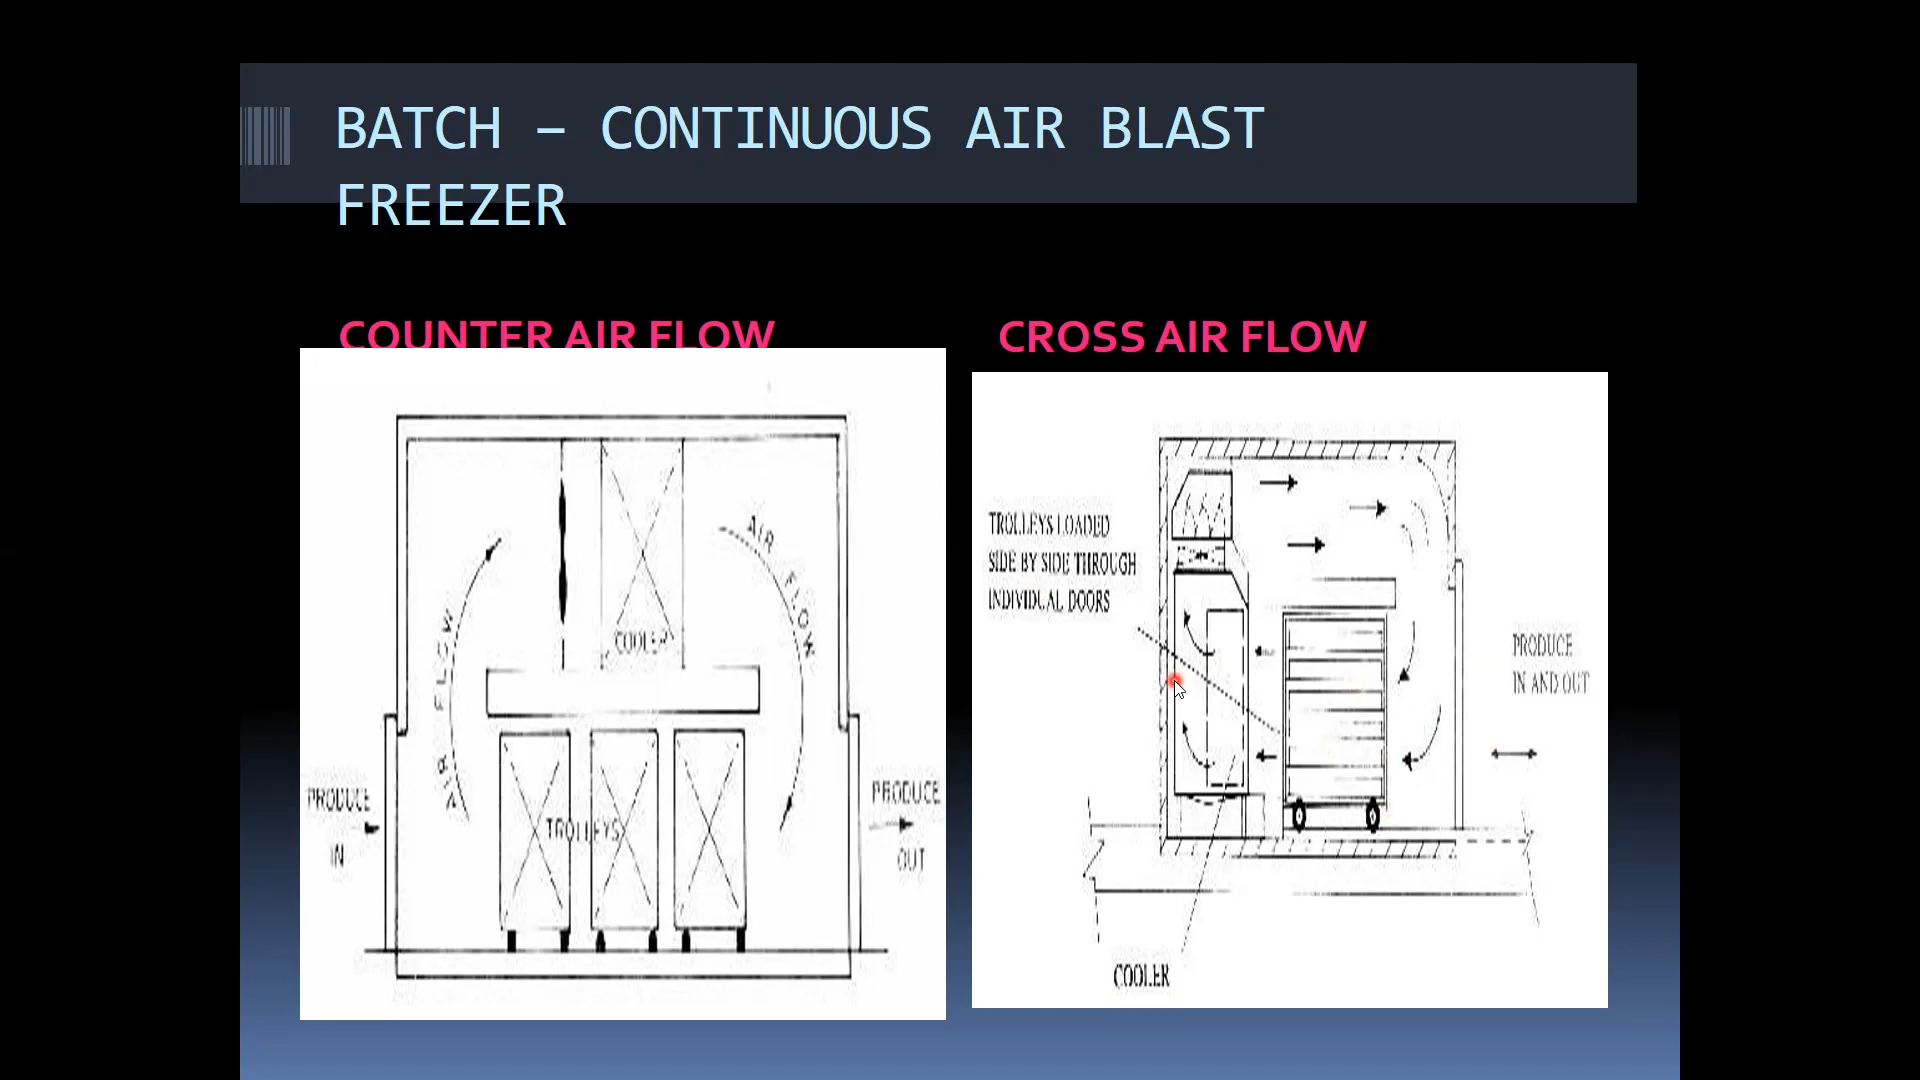 BATCH – CONTINUOUS AIR BLAST
FREEZER
COUNTER AIR FLOW
CROSS AIR FLOW
AIR FLOW
AIR FLOW
COOLER
TROLLEYS
PRODUCE
IN
PRODUCE
OUT
TROLLEYS LOADED
SIDE BY SIDE THROUGH
INDIVIDUAL DOORS
PRODUCE
IN AND OUT
COOLER